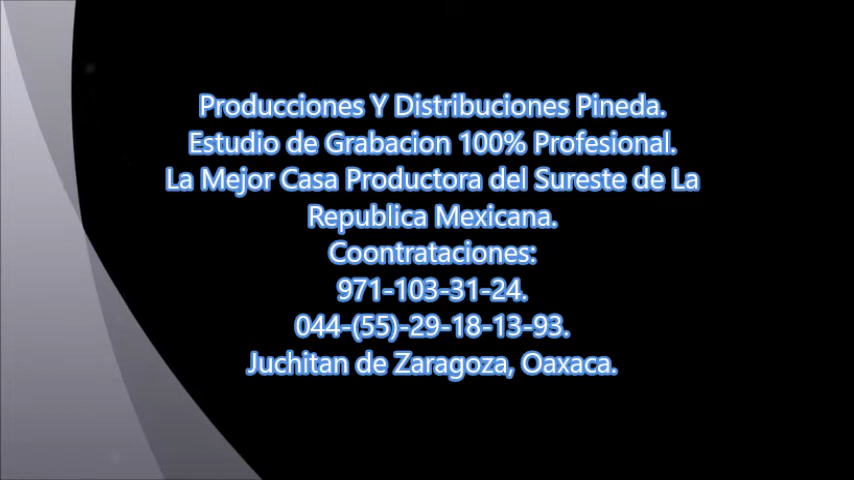 Producciones Y Distribuciones Pineda.
Estudio de Grabacion 100% Profesional.
La Mejor Casa Productora del Sureste de La
Republica Mexicana.
Coontrataciones:
971-103-31-24.
044-(55)-29-18-13-93.
Juchitan de Zaragoza, Oaxaca.